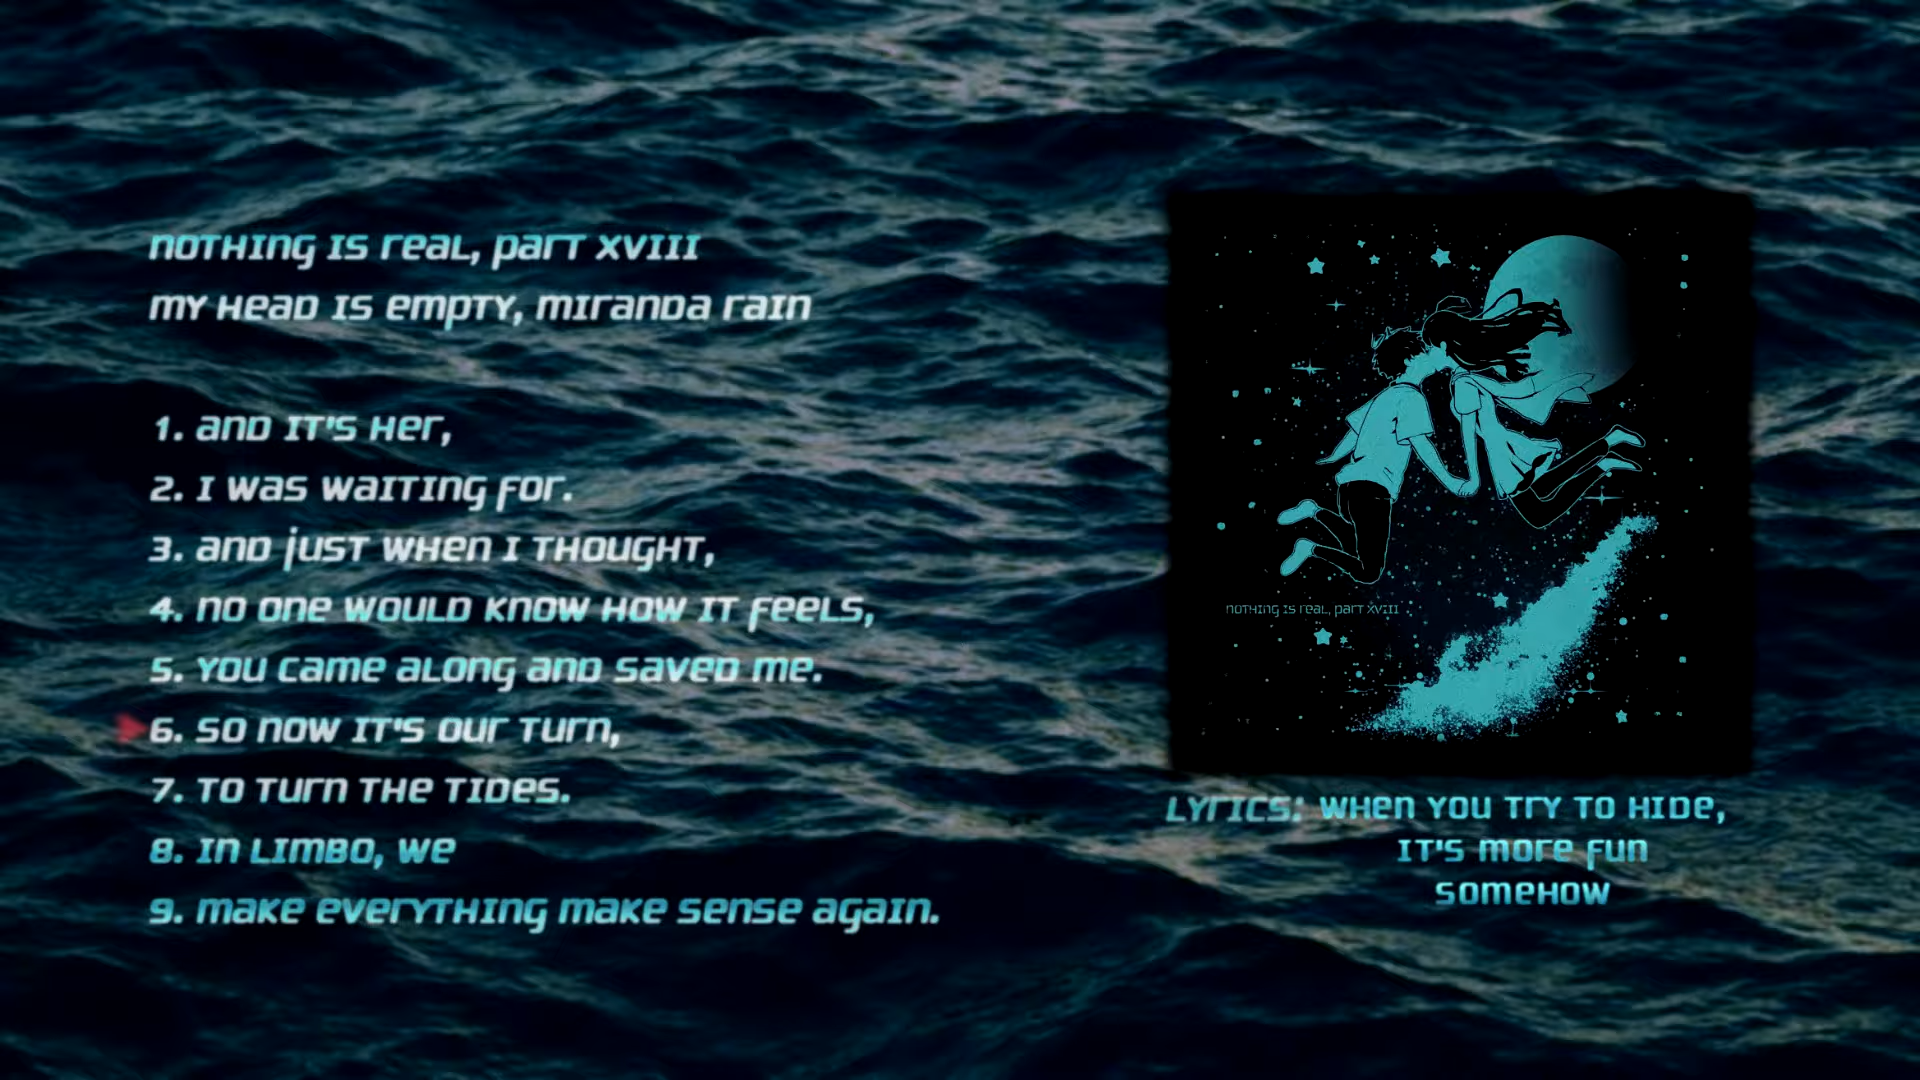 nothing is real, part XVIII
my head is empty, miranda rain
1. and it's her,
2. I was waiting for.
3. and just when I thought,
4. no one would know how it feels,
5. you came along and saved me.
6. so now it's our turn,
7. to turn the tides.
8. in limbo, we
9. make everything make sense again.
nothing is real, part XVIII
Lyrics: when you try to hide,
it's more fun
somehow